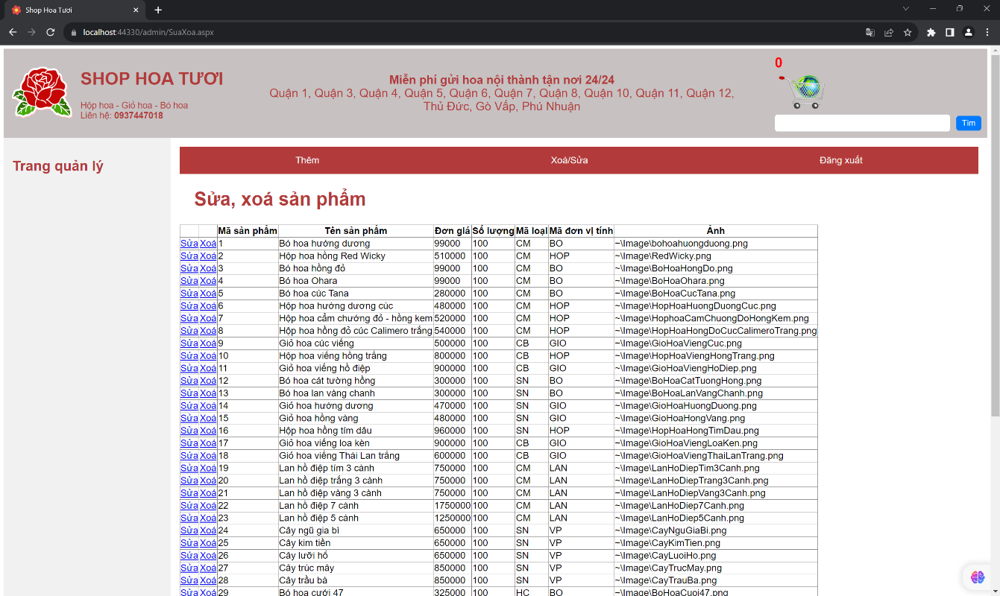 Shop Hoa Tươi
localhost:44330/admin/SuaXoa.aspx
SHOP HOA TƯƠI
Hộp hoa - Giỏ hoa - Bó hoa
Liên hệ: 0937447018
Miễn phí gửi hoa nội thành tận nơi 24/24
Quận 1, Quận 3, Quận 4, Quận 5, Quận 6, Quận 7, Quận 8, Quận 10, Quận 11, Quận 12,
Thủ Đức, Gò Vấp, Phú Nhuận
0
Tìm
Trang quản lý
Thêm Xoá/Sửa Đăng xuất
Sửa, xoá sản phẩm
Mã sản phẩm Tên sản phẩm Đơn giá Số lượng Mã loại Mã đơn vị tính Ảnh
Sửa Xoá 1 Bó hoa hướng dương 99000 100 CM BO ~\Image\bohoahuongduong.png
Sửa Xoá 2 Hộp hoa hồng Red Wicky 510000 100 CM HOP ~\Image\RedWicky.png
Sửa Xoá 3 Bó hoa hồng đỏ 99000 100 CM BO ~\Image\BoHoaHongDo.png
Sửa Xoá 4 Bó hoa Ohara 99000 100 CM BO ~\Image\BoHoaOhara.png
Sửa Xoá 5 Bó hoa cúc Tana 280000 100 CM BO ~\Image\BoHoaCucTana.png
Sửa Xoá 6 Hộp hoa hướng dương cúc 480000 100 CM HOP ~\Image\HopHoaHuongDuongCuc.png
Sửa Xoá 7 Hộp hoa cẩm chướng đỏ - hồng kem 520000 100 CM HOP ~\Image\HophoaCamChuongDoHongKem.png
Sửa Xoá 8 Hộp hoa hồng đỏ cúc Calimero trắng 540000 100 CM HOP ~\Image\HopHoaHongDoCucCalimeroTrang.png
Sửa Xoá 9 Giỏ hoa cúc viếng 500000 100 CB GIO ~\Image\GioHoaViengCuc.png
Sửa Xoá 10 Hộp hoa viếng hồng trắng 800000 100 CB HOP ~\Image\HopHoaViengHongTrang.png
Sửa Xoá 11 Giỏ hoa viếng hồ điệp 900000 100 CB GIO ~\Image\GioHoaViengHoDiep.png
Sửa Xoá 12 Bó hoa cát tường hồng 300000 100 SN BO ~\Image\BoHoaCatTuongHong.png
Sửa Xoá 13 Bó hoa lan vàng chanh 300000 100 SN BO ~\Image\BoHoaLanVangChanh.png
Sửa Xoá 14 Giỏ hoa hướng dương 470000 100 SN GIO ~\Image\GioHoaHuongDuong.png
Sửa Xoá 15 Giỏ hoa hồng vàng 480000 100 SN GIO ~\Image\GioHoaHongVang.png
Sửa Xoá 16 Hộp hoa hồng tím dâu 960000 100 SN HOP ~\Image\HopHoaHongTimDau.png
Sửa Xoá 17 Giỏ hoa viếng loa kèn 900000 100 CB GIO ~\Image\GioHoaViengLoaKen.png
Sửa Xoá 18 Giỏ hoa viếng Thái Lan trắng 600000 100 CB GIO ~\Image\GioHoaViengThaiLanTrang.png
Sửa Xoá 19 Lan hồ điệp tím 3 cành 750000 100 CM LAN ~\Image\LanHoDiepTim3Canh.png
Sửa Xoá 20 Lan hồ điệp trắng 3 cành 750000 100 CM LAN ~\Image\LanHoDiepTrang3Canh.png
Sửa Xoá 21 Lan hồ điệp vàng 3 cành 750000 100 CM LAN ~\Image\LanHoDiepVang3Canh.png
Sửa Xoá 22 Lan hồ điệp 7 cành 1750000 100 CM LAN ~\Image\LanHoDiep7Canh.png
Sửa Xoá 23 Lan hồ điệp 5 cành 1250000 100 CM LAN ~\Image\LanHoDiep5Canh.png
Sửa Xoá 24 Cây ngũ gia bì 650000 100 SN VP ~\Image\CayNguGiaBi.png
Sửa Xoá 25 Cây kim tiền 650000 100 SN VP ~\Image\CayKimTien.png
Sửa Xoá 26 Cây lưỡi hổ 650000 100 SN VP ~\Image\CayLuoiHo.png
Sửa Xoá 27 Cây trúc mây 850000 100 SN VP ~\Image\CayTrucMay.png
Sửa Xoá 28 Cây trầu bà 850000 100 SN VP ~\Image\CayTrauBa.png
Sửa Xoá 29 Bó hoa cưới 47 325000 100 HC BO ~\Image\BoHoaCuoi47.png